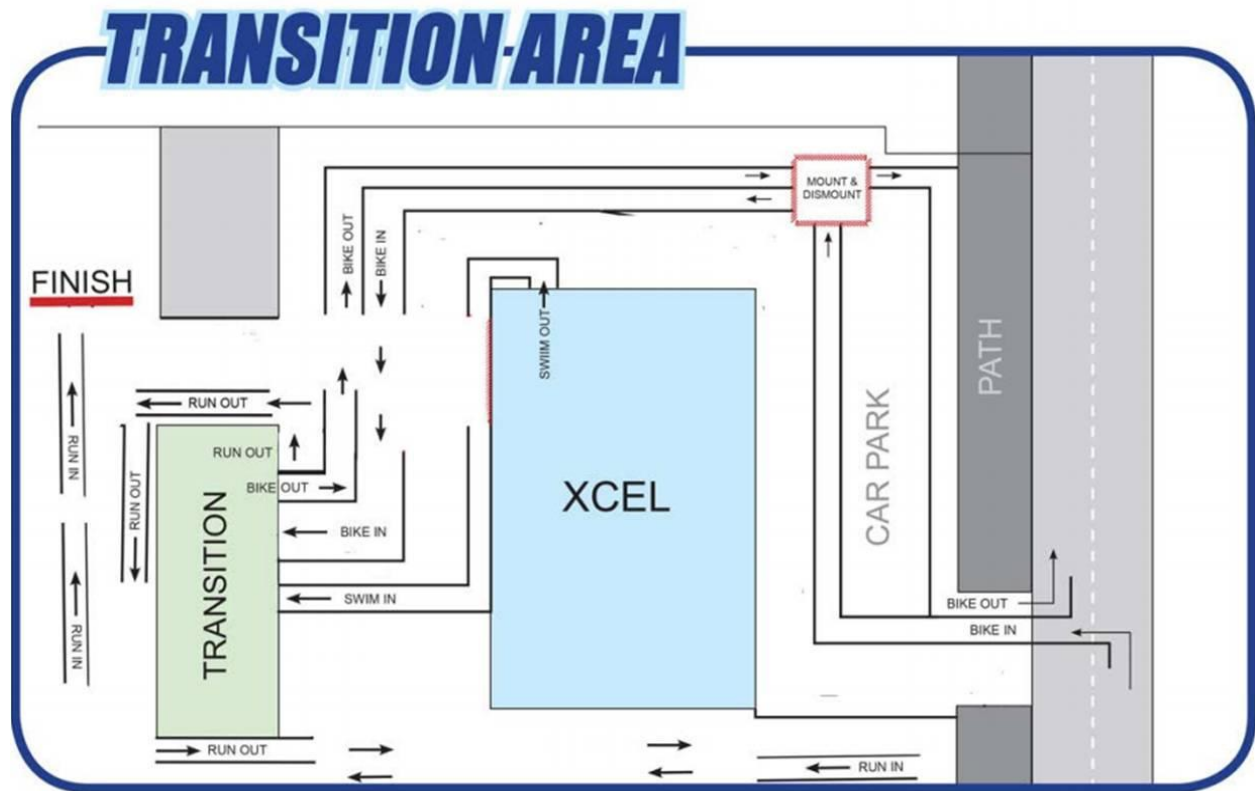 TRANSITION AREA
MOUNT &
DISMOUNT
BIKE OUT
BIKE IN
FINISH
SWIIM OUT
PATH
RUN OUT
RUN IN
CAR PARK
RUN OUT
RUN OUT
BIKE OUT
XCEL
TRANSITION
BIKE IN
SWIM IN
RUN IN
BIKE OUT
BIKE IN
RUN OUT
RUN IN